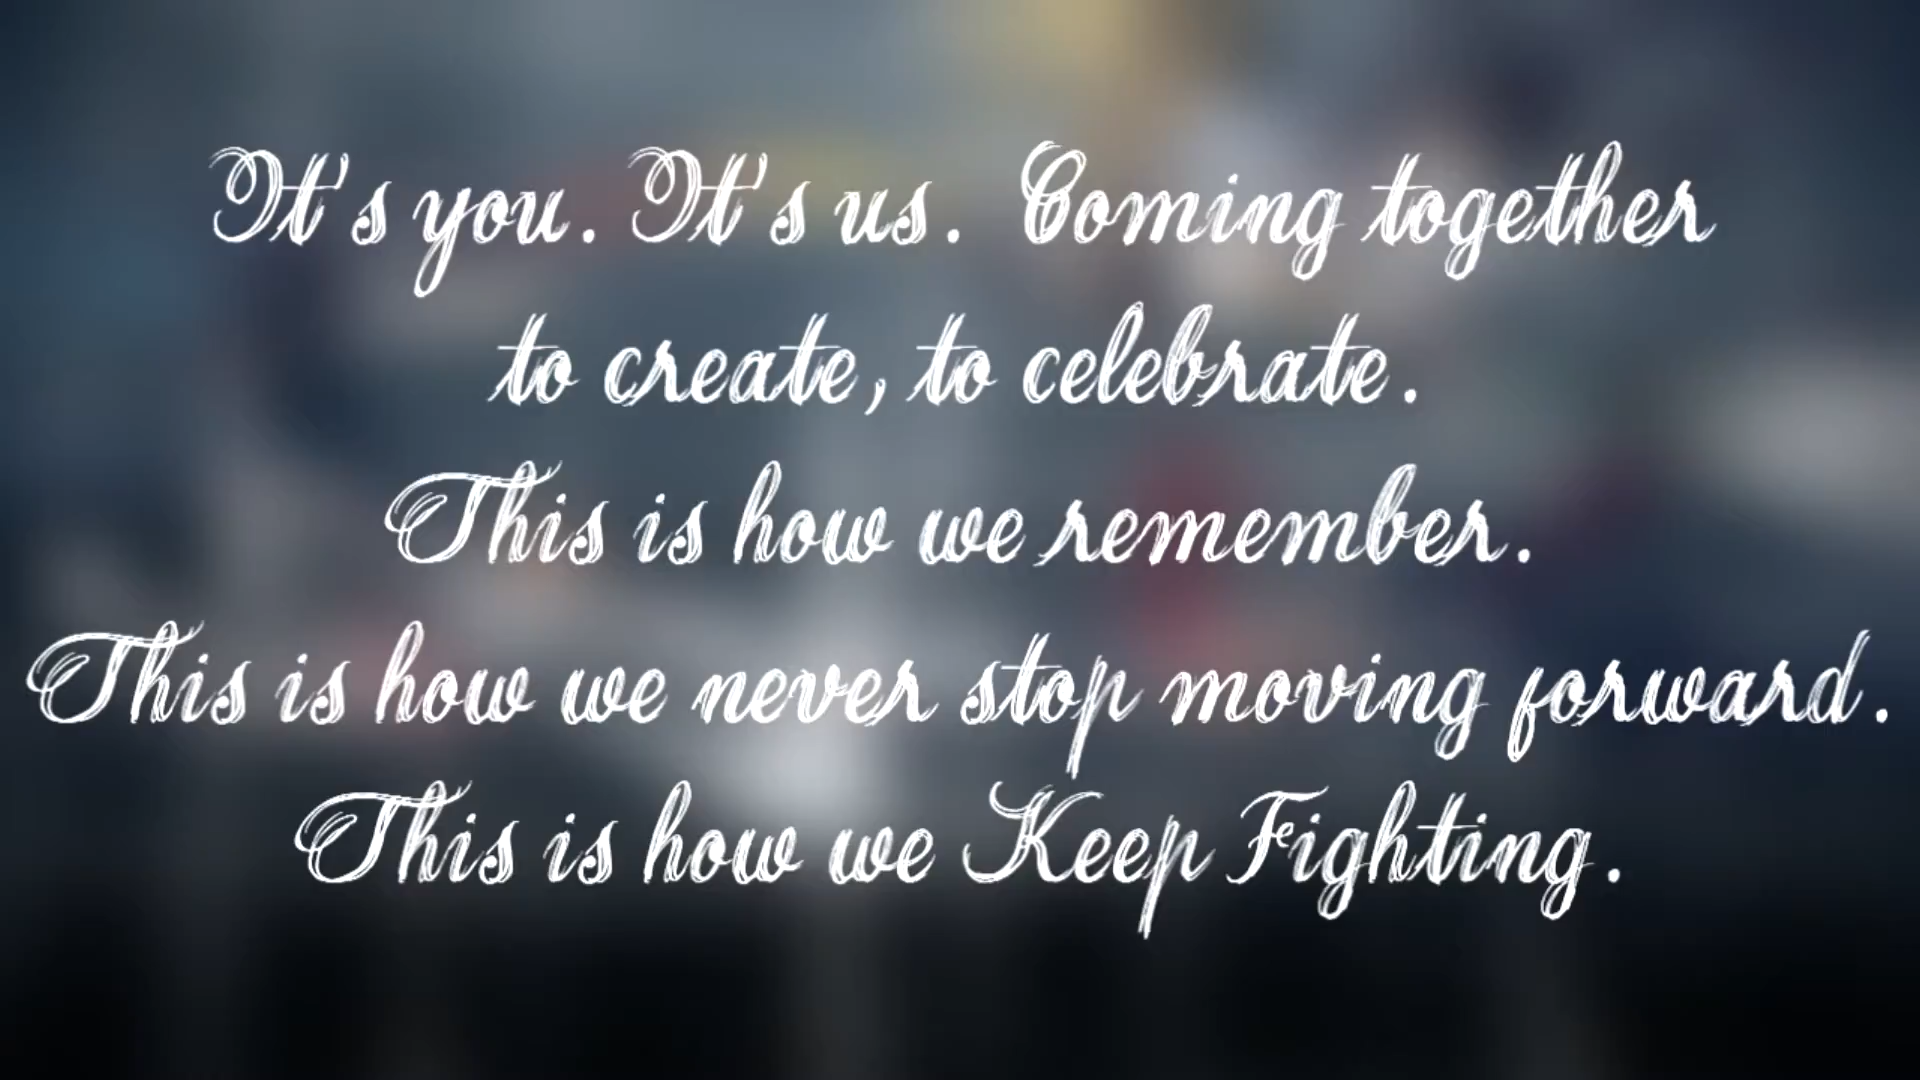 It's you. It's us. Coming together
to create, to celebrate.
This is how we remember.
This is how we never stop moving forward.
This is how we Keep Fighting.